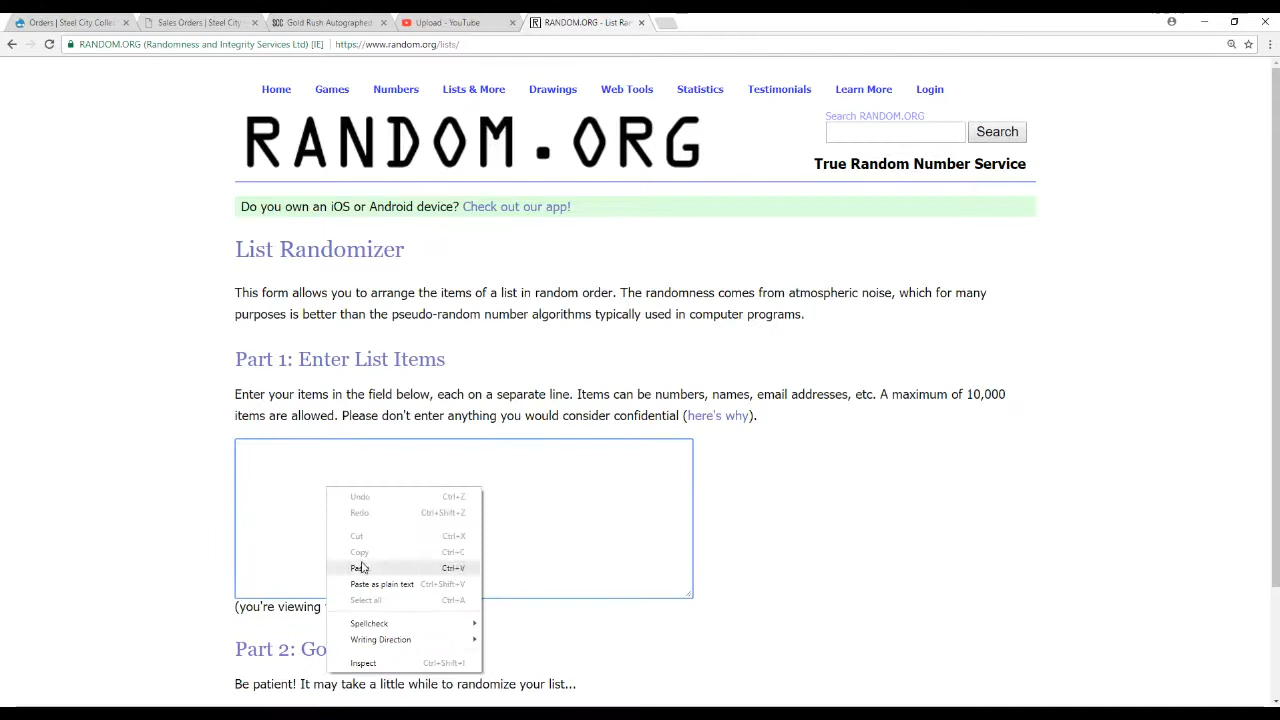 Orders | Steel City Colle
Sales Orders | Steel City
Gold Rush Autographed
Upload - YouTube
RANDOM.ORG - List Ra
RANDOM.ORG (Randomness and Integrity Services Ltd) [IE] https://www.random.org/lists/
Home Games Numbers Lists & More Drawings Web Tools Statistics Testimonials Learn More Login
RANDOM.ORG
Search RANDOM.ORG
Search
True Random Number Service
Do you own an iOS or Android device? Check out our app!
List Randomizer
This form allows you to arrange the items of a list in random order. The randomness comes from atmospheric noise, which for many
purposes is better than the pseudo-random number algorithms typically used in computer programs.
Part 1: Enter List Items
Enter your items in the field below, each on a separate line. Items can be numbers, names, email addresses, etc. A maximum of 10,000
items are allowed. Please don't enter anything you would consider confidential (here's why).
Undo Ctrl+Z
Redo Ctrl+Shift+Z
Cut Ctrl+X
Copy Ctrl+C
Paste Ctrl+V
Paste as plain text Ctrl+Shift+V
Select all Ctrl+A
Spellcheck
Writing Direction
Inspect Ctrl+Shift+I
(you're viewing
Part 2: Go
Be patient! It may take a little while to randomize your list...